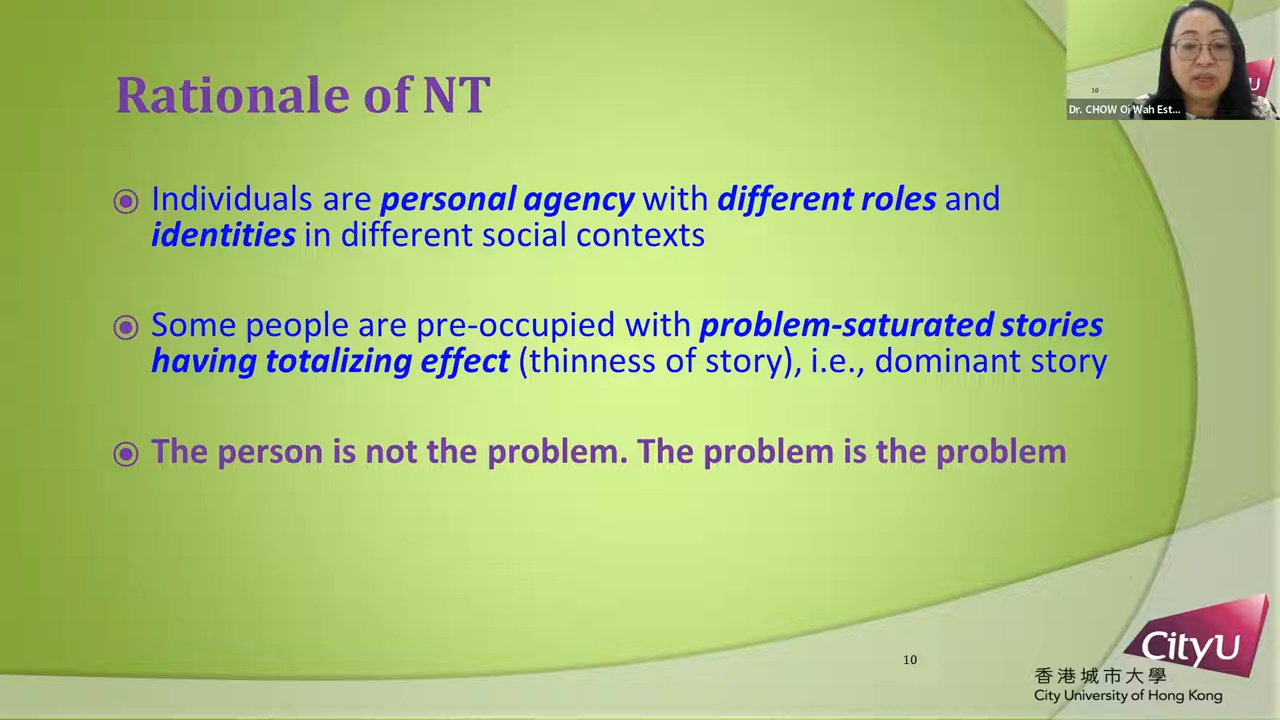 Rationale of NT
Individuals are personal agency with different roles and
identities in different social contexts
Some people are pre-occupied with problem-saturated stories
having totalizing effect (thinness of story), i.e., dominant story
The person is not the problem. The problem is the problem
10
U
Dr. CHOW Oi Wah Est...
10
CityU
香港城市大學
City University of Hong Kong